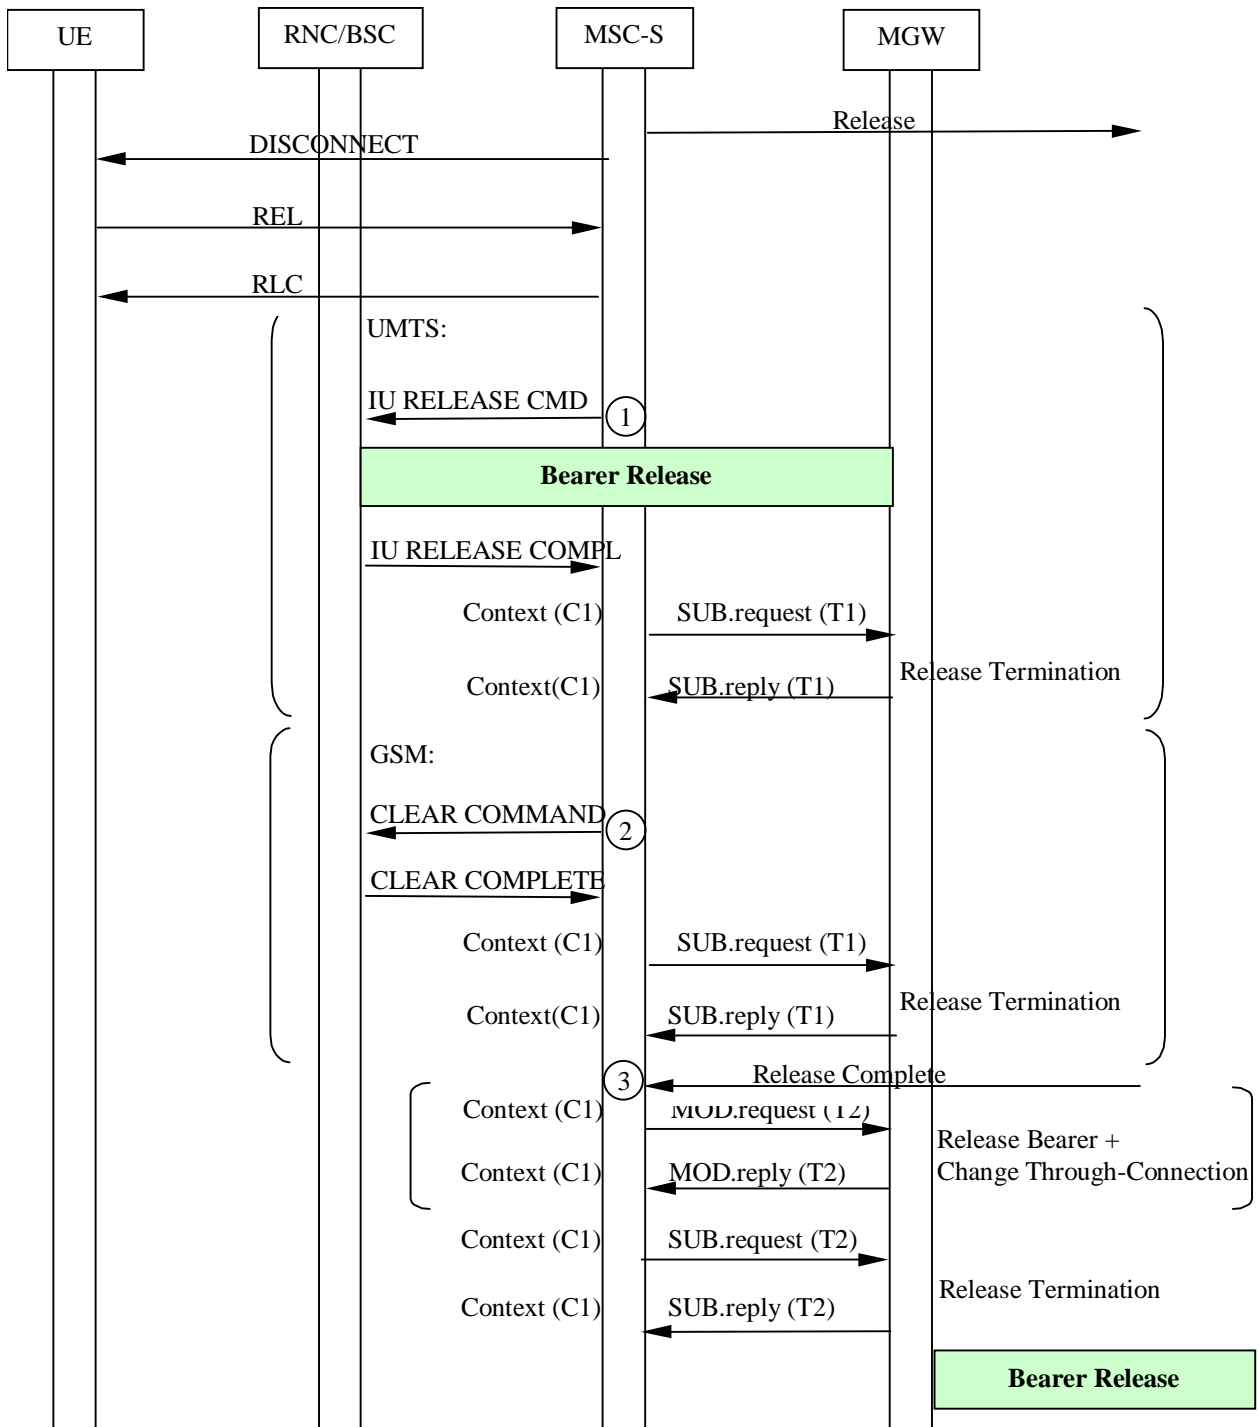 UE
RNC/BSC
MSC-S
MGW
Release
DISCONNECT
REL
RLC
UMTS:
IU RELEASE CMD
1
Bearer Release
IU RELEASE COMPL
Context (C1)
SUB.request (T1)
Release Termination
Context(C1)
SUB.reply (T1)
GSM:
CLEAR COMMAND
2
CLEAR COMPLETE
Context (C1)
SUB.request (T1)
Release Termination
Context(C1)
SUB.reply (T1)
3
Release Complete
Context (C1)
MOD.request (T2)
Release Bearer +
Change Through-Connection
Context (C1)
MOD.reply (T2)
Context (C1)
SUB.request (T2)
Release Termination
Context (C1)
SUB.reply (T2)
Bearer Release